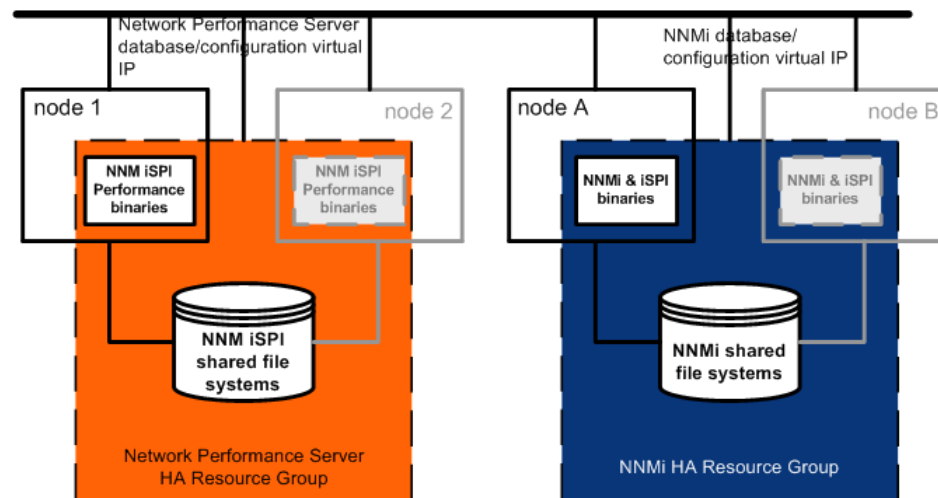 Network Performance Server
database/configuration virtual
IP
NNMi database/
configuration virtual IP
node 1
node 2
node A
node B
NNM iSPI
Performance
binaries
NNM iSPI
Performance
binaries
NNMi & iSPI
binaries
NNMi & iSPI
binaries
NNM iSPI
shared file
systems
NNMi shared
file systems
Network Performance Server
HA Resource Group
NNMi HA Resource Group